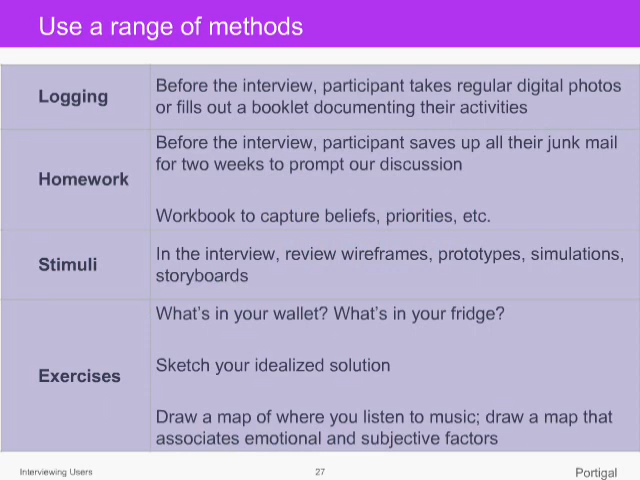 Use a range of methods
Logging
Before the interview, participant takes regular digital photos
or fills out a booklet documenting their activities
Homework
Before the interview, participant saves up all their junk mail
for two weeks to prompt our discussion
Workbook to capture beliefs, priorities, etc.
Stimuli
In the interview, review wireframes, prototypes, simulations,
storyboards
Exercises
What’s in your wallet? What’s in your fridge?
Sketch your idealized solution
Draw a map of where you listen to music; draw a map that
associates emotional and subjective factors
Interviewing Users
27
Portigal